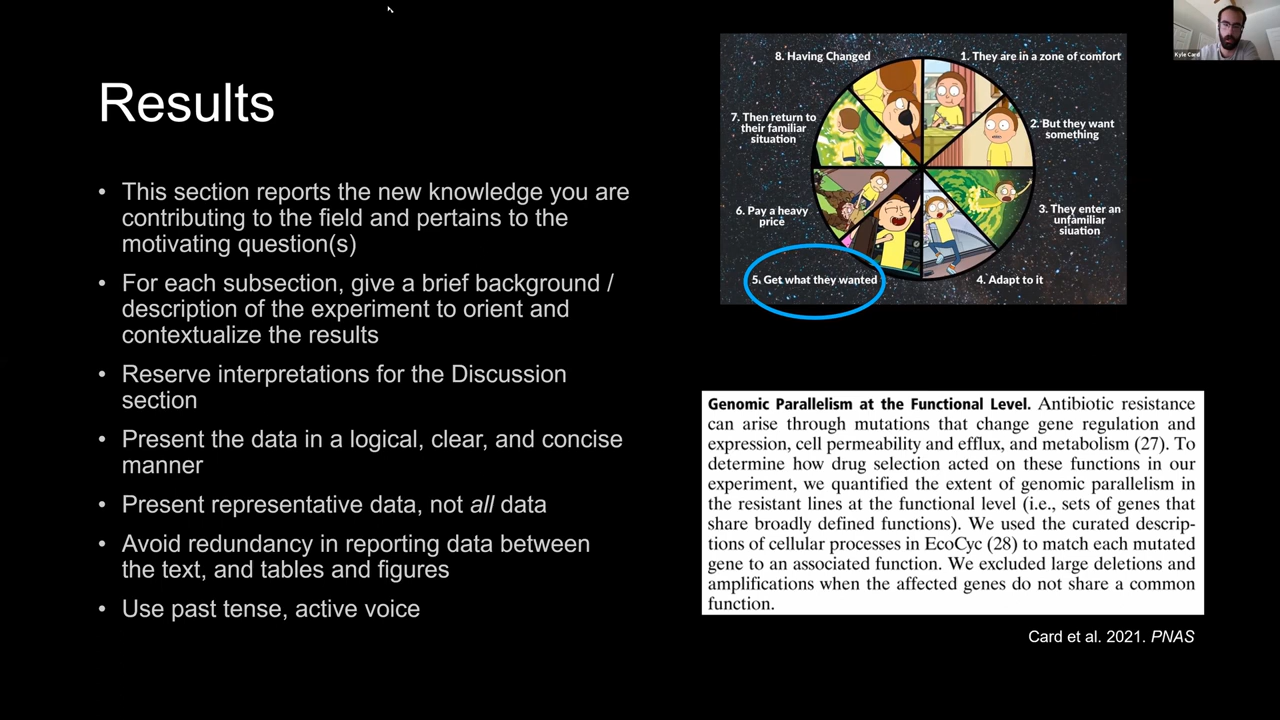 Results
• This section reports the new knowledge you are
contributing to the field and pertains to the
motivating question(s)
• For each subsection, give a brief background /
description of the experiment to orient and
contextualize the results
• Reserve interpretations for the Discussion
section
• Present the data in a logical, clear, and concise
manner
• Present representative data, not all data
• Avoid redundancy in reporting data between
the text, and tables and figures
• Use past tense, active voice
8. Having Changed
1. They are in a zone of comfort
7. Then return to
their familiar
situation
2. But they want
something
6. Pay a heavy
price
3. They enter an
unfamiliar
siuation
5. Get what they wanted
4. Adapt to it
Genomic Parallelism at the Functional Level. Antibiotic resistance
can arise through mutations that change gene regulation and
expression, cell permeability and efflux, and metabolism (27). To
determine how drug selection acted on these functions in our
experiment, we quantified the extent of genomic parallelism in
the resistant lines at the functional level (i.e., sets of genes that
share broadly defined functions). We used the curated descrip-
tions of cellular processes in EcoCyc (28) to match each mutated
gene to an associated function. We excluded large deletions and
amplifications when the affected genes do not share a common
function.
Card et al. 2021. PNAS
Kyle Card